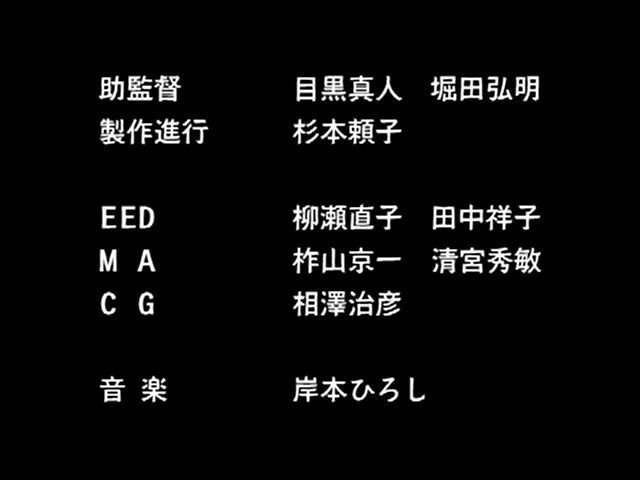 助監督　目黒真人　堀田弘明
製作進行　杉本頼子
EED　柳瀬直子　田中祥子
M A　柞山京一　清宮秀敏
C G　相澤治彦
音 楽　岸本ひろし